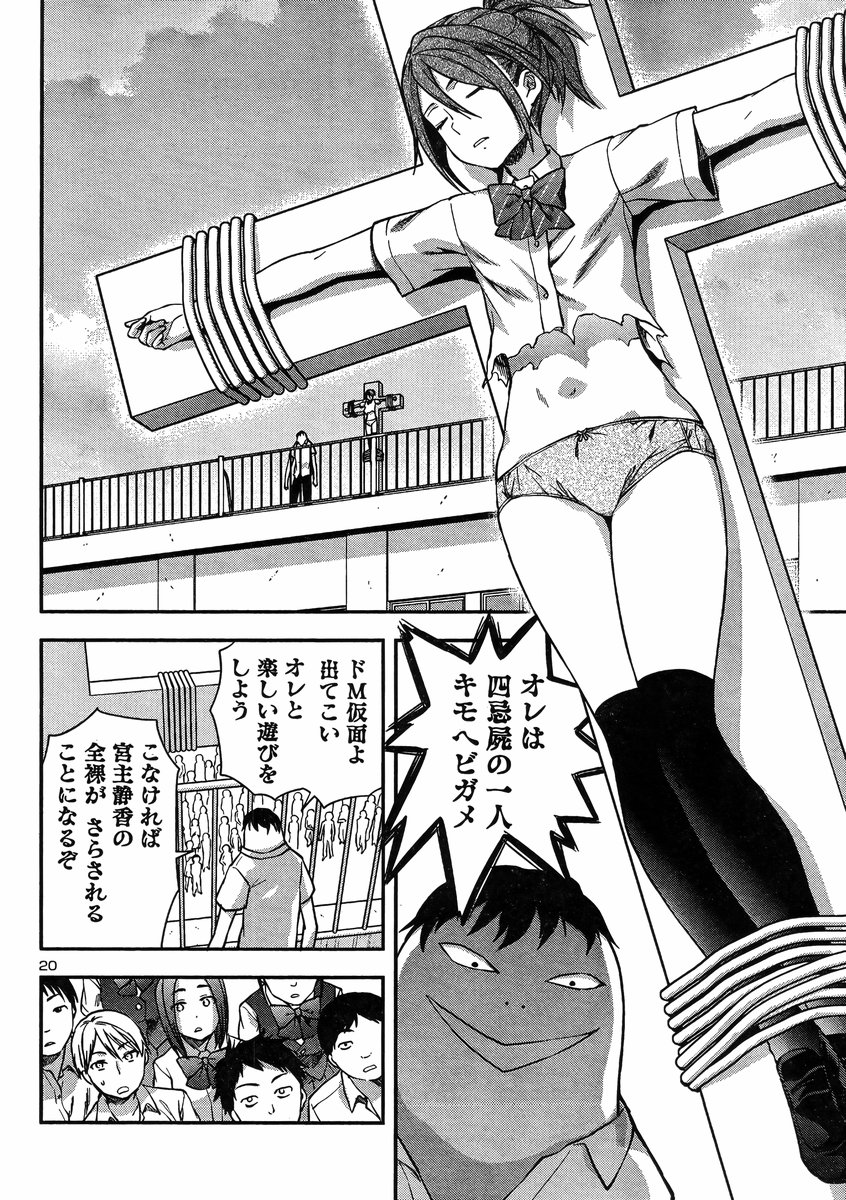 オレは
四忌屍の一人
キモヘビガメ
ドM仮面よ
出てこい
オレと
楽しい遊びを
しよう
こなければ
宮主静香の
全裸が さらされる
ことになるぞ
20